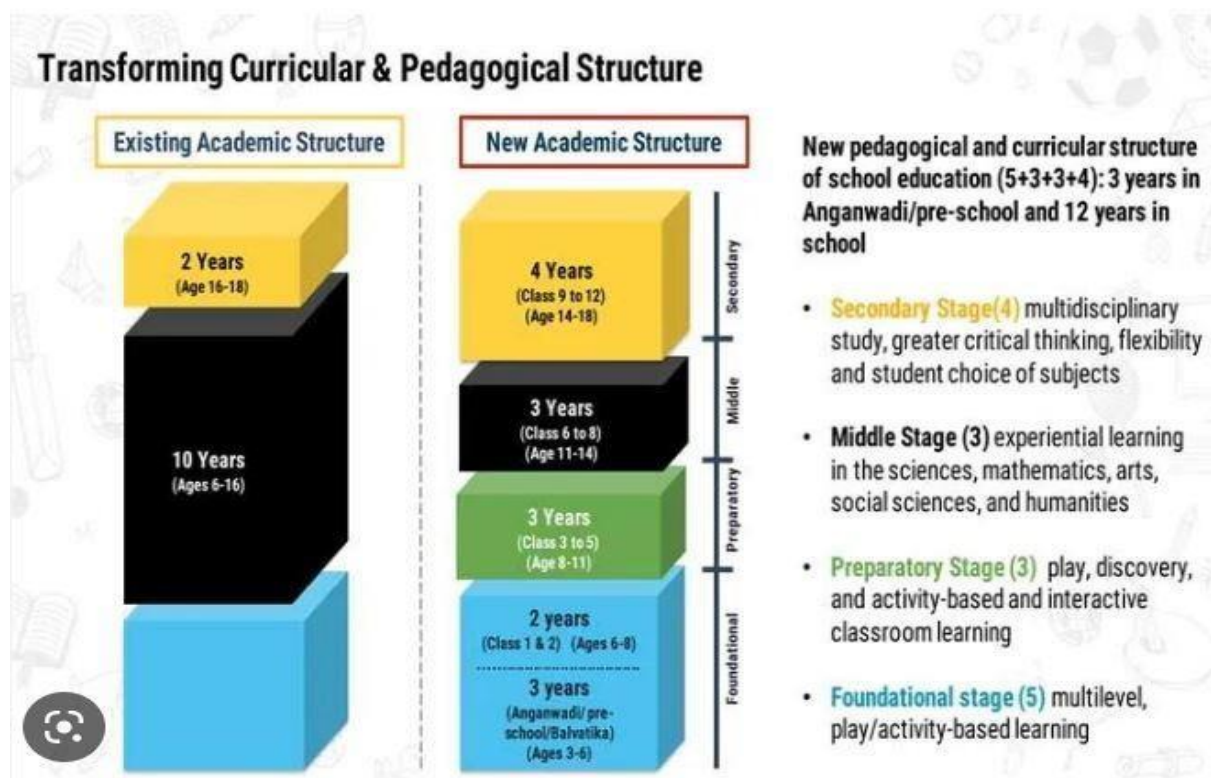 Transforming Curricular & Pedagogical Structure
Existing Academic Structure
2 Years
(Age 16-18)
10 Years
(Ages 6-16)
New Academic Structure
4 Years
(Class 9 to 12)
(Age 14-18)
3 Years
(Class 6 to 8)
(Age 11-14)
3 Years
(Class 3 to 5)
(Age 8-11)
2 years
(Class 1 & 2) (Ages 6-8)
3 years
(Anganwadi/ pre-
school/Balvatika)
(Ages 3-6)
Secondary
Middle
Preparatory
Foundational
New pedagogical and curricular structure
of school education (5+3+3+4): 3 years in
Anganwadi/pre-school and 12 years in
school
• Secondary Stage(4) multidisciplinary
study, greater critical thinking, flexibility
and student choice of subjects
• Middle Stage (3) experiential learning
in the sciences, mathematics, arts,
social sciences, and humanities
• Preparatory Stage (3) play, discovery,
and activity-based and interactive
classroom learning
• Foundational stage (5) multilevel,
play/activity-based learning